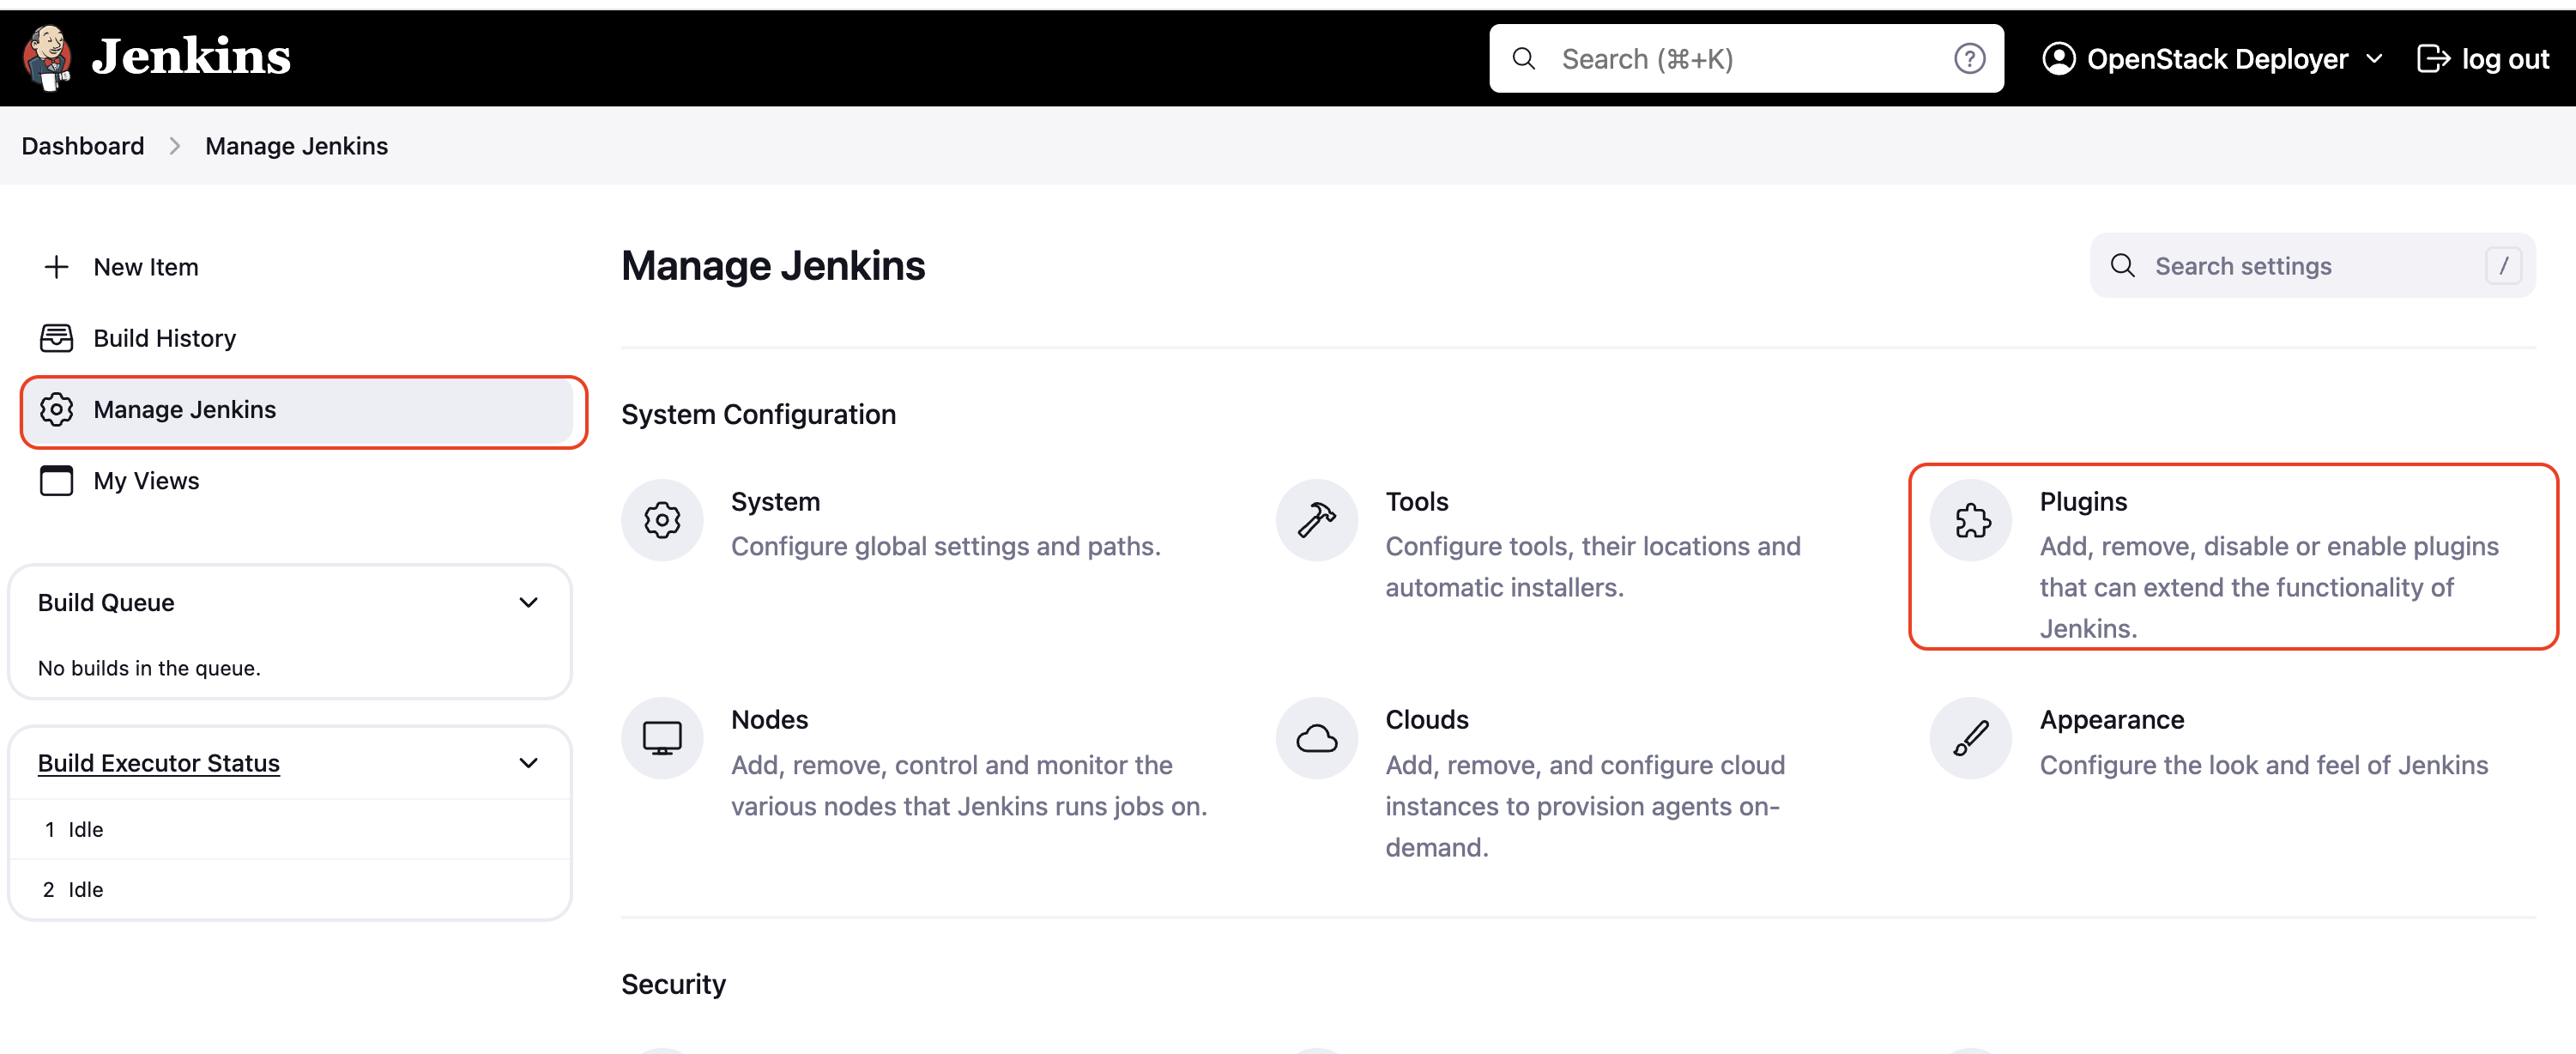 Jenkins
Search (⌘+K)
?
OpenStack Deployer
log out
Dashboard
Manage Jenkins
New Item
Build History
Manage Jenkins
My Views
Build Queue
No builds in the queue.
Build Executor Status
1 Idle
2 Idle
Manage Jenkins
Search settings
/
System Configuration
System
Configure global settings and paths.
Tools
Configure tools, their locations and
automatic installers.
Plugins
Add, remove, disable or enable plugins
that can extend the functionality of
Jenkins.
Nodes
Add, remove, control and monitor the
various nodes that Jenkins runs jobs on.
Clouds
Add, remove, and configure cloud
instances to provision agents on-
demand.
Appearance
Configure the look and feel of Jenkins
Security